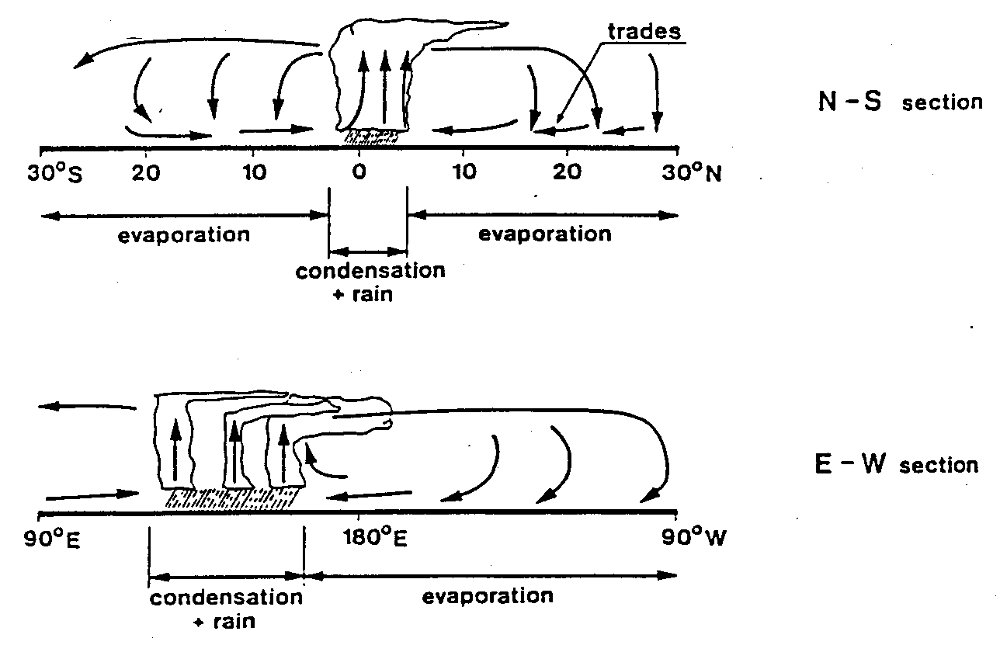 trades
N - S section
30°S 20 10 0 10 20 30°N
evaporation evaporation
condensation
+ rain
E - W section
90°E 180°E 90°W
condensation evaporation
+ rain